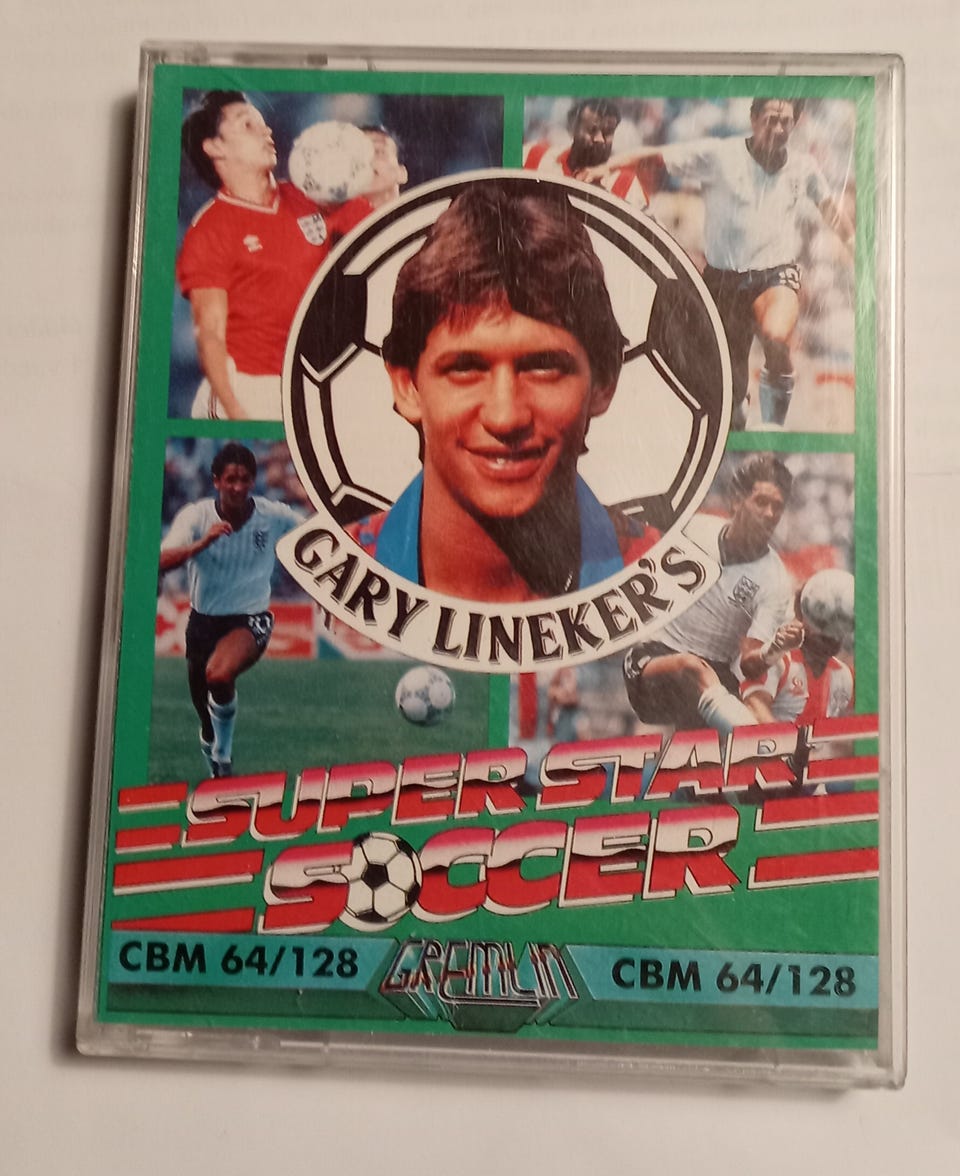 GARY LINEKER'S
SUPER STAR
SOCCER
CBM 64/128
GREMLIN
CBM 64/128